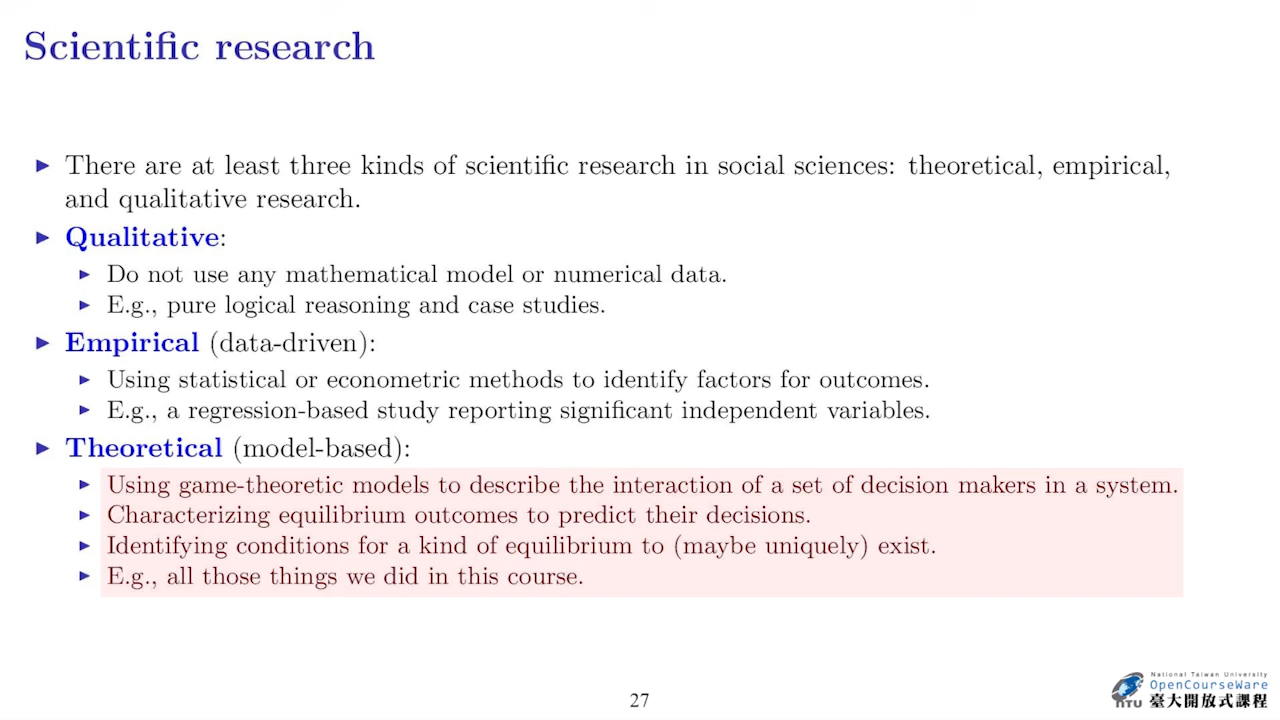 Scientific research
▶ There are at least three kinds of scientific research in social sciences: theoretical, empirical,
and qualitative research.
▶ Qualitative:
▶ Do not use any mathematical model or numerical data.
▶ E.g., pure logical reasoning and case studies.
▶ Empirical (data-driven):
▶ Using statistical or econometric methods to identify factors for outcomes.
▶ E.g., a regression-based study reporting significant independent variables.
▶ Theoretical (model-based):
▶ Using game-theoretic models to describe the interaction of a set of decision makers in a system.
▶ Characterizing equilibrium outcomes to predict their decisions.
▶ Identifying conditions for a kind of equilibrium to (maybe uniquely) exist.
▶ E.g., all those things we did in this course.
27
National Taiwan University
OpenCourseWare
NTU 臺大開放式課程